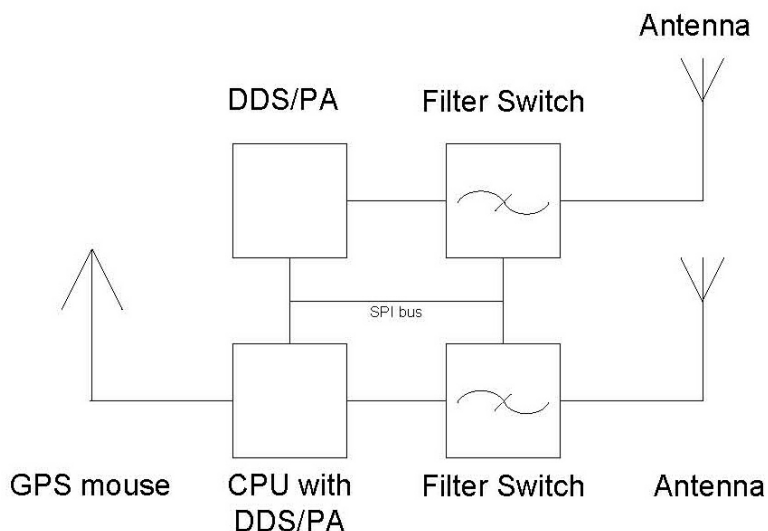 Antenna
DDS/PA
Filter Switch
SPI bus
GPS mouse
CPU with
DDS/PA
Filter Switch
Antenna